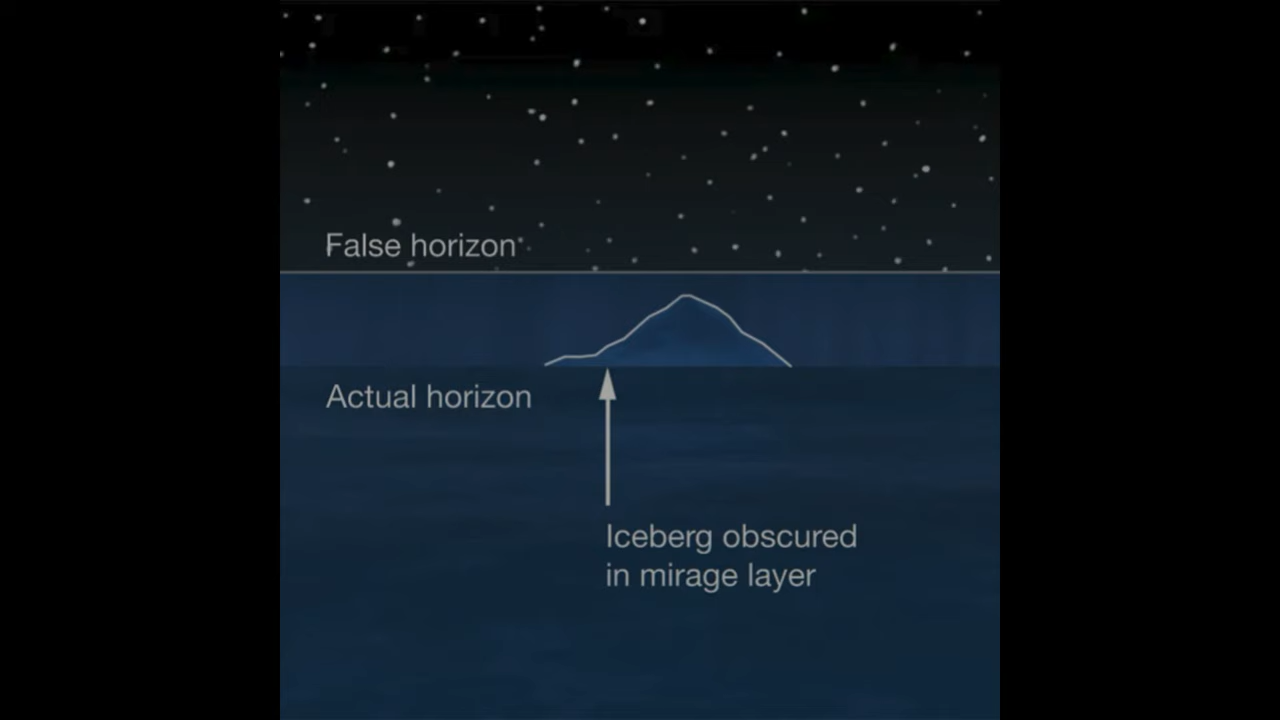 False horizon
Actual horizon
Iceberg obscured
in mirage layer